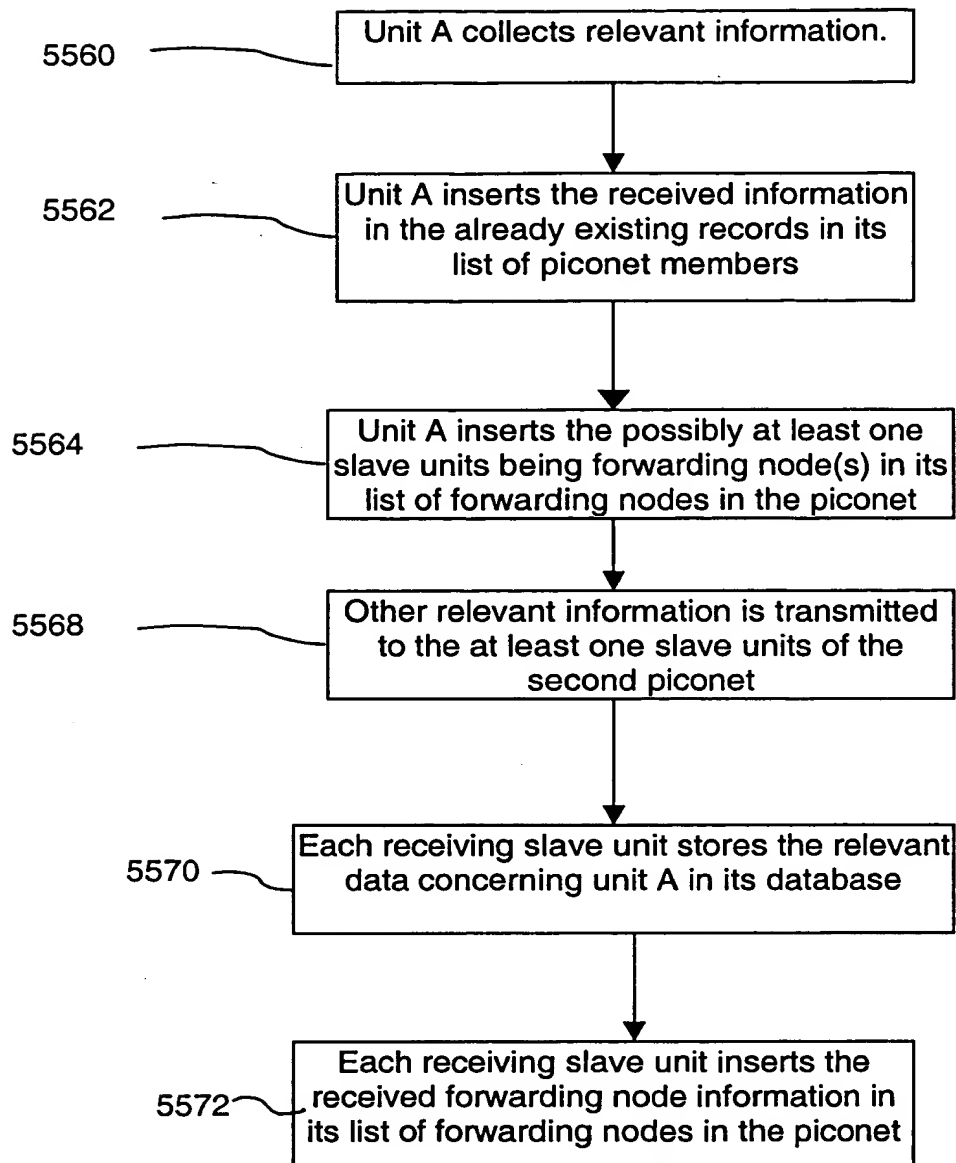 5560
Unit A collects relevant information.
5562
Unit A inserts the received information
in the already existing records in its
list of piconet members
5564
Unit A inserts the possibly at least one
slave units being forwarding node(s) in its
list of forwarding nodes in the piconet
5568
Other relevant information is transmitted
to the at least one slave units of the
second piconet
5570
Each receiving slave unit stores the relevant
data concerning unit A in its database
5572
Each receiving slave unit inserts the
received forwarding node information in
its list of forwarding nodes in the piconet